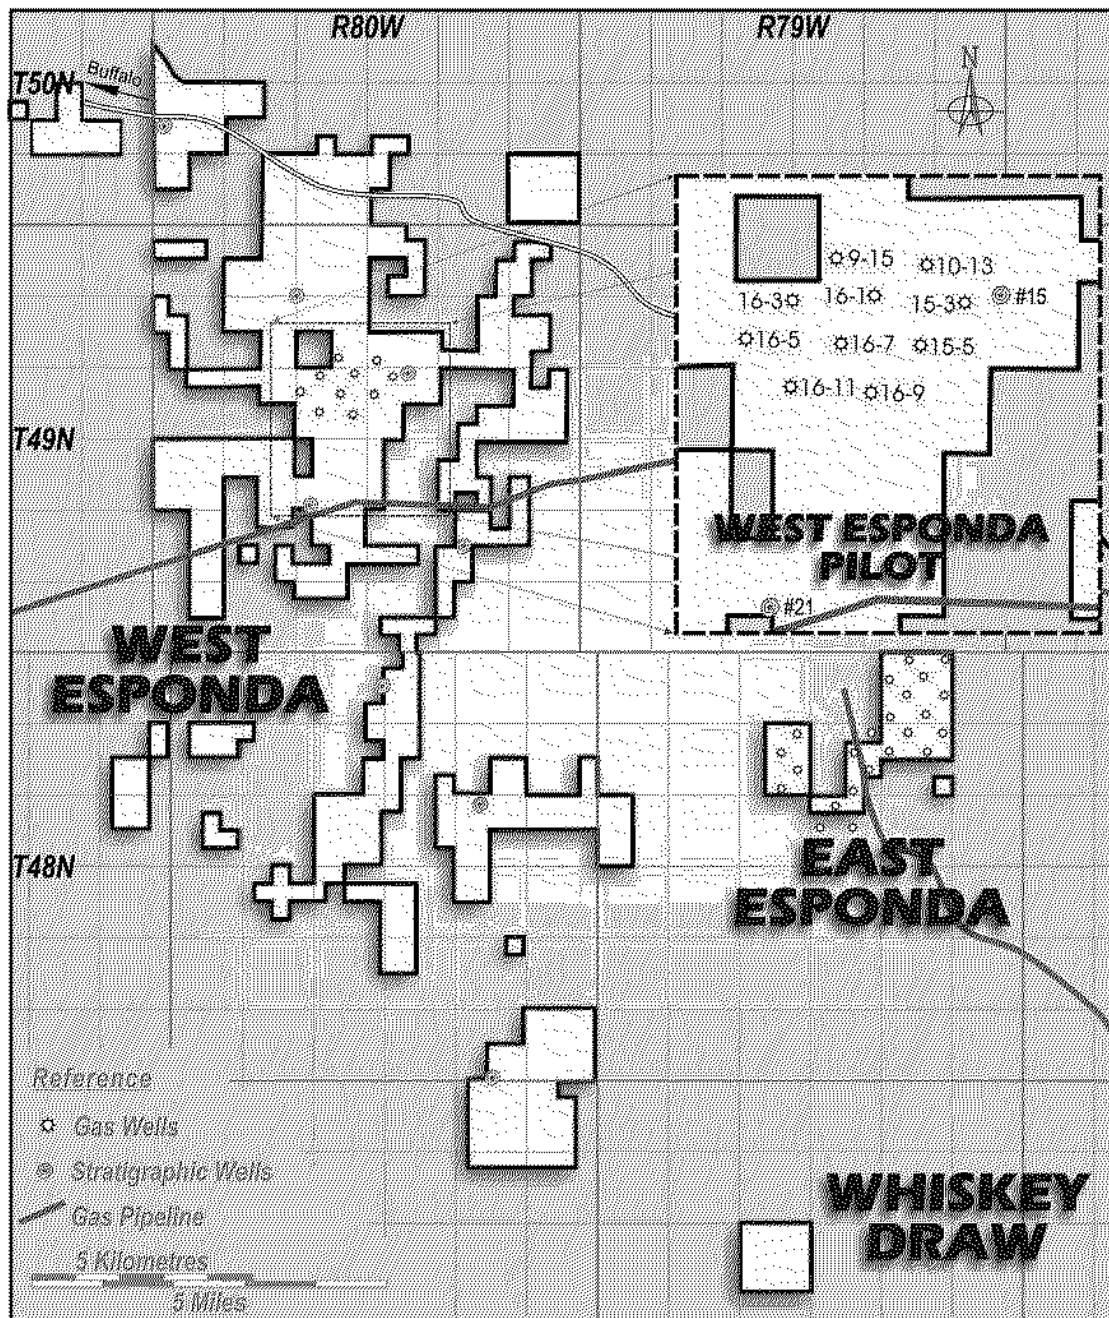 R80W
R79W
T50N
Buffalo
N
9-15
10-13
16-3
16-1
15-3
#15
16-5
16-7
15-5
16-11
16-9
T49N
WEST ESPONDA
PILOT
#21
WEST
ESPONDA
T48N
EAST
ESPONDA
Reference
Gas Wells
Stratigraphic Wells
Gas Pipeline
5 Kilometres
5 Miles
WHISKEY
DRAW